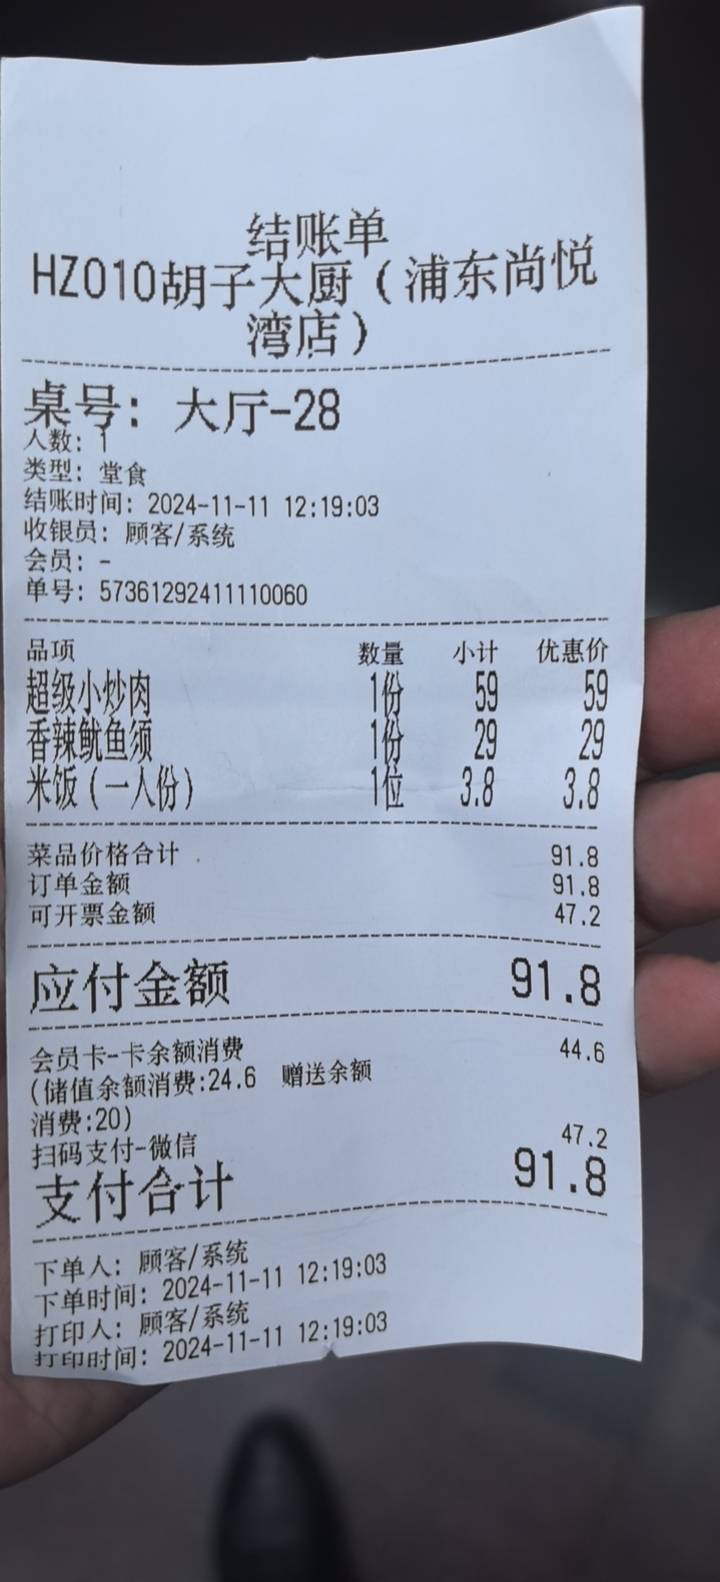 结账单
HZ010胡子大厨(浦东尚悦
湾店)
桌号: 大厅-28
人数: 1
类型: 堂食
结账时间: 2024-11-11 12:19:03
收银员: 顾客/系统
会员: -
单号: 57361292411110060
品项 数量 小计 优惠价
超级小炒肉 1份 59 59
香辣鱿鱼须 1份 29 29
米饭(一人份) 1位 3.8 3.8
菜品价格合计 91.8
订单金额 91.8
可开票金额 47.2
应付金额 91.8
会员卡-卡余额消费 44.6
(储值余额消费:24.6 赠送余额
消费:20)
扫码支付-微信 47.2
支付合计 91.8
下单人: 顾客/系统
下单时间: 2024-11-11 12:19:03
打印人: 顾客/系统
打印时间: 2024-11-11 12:19:03